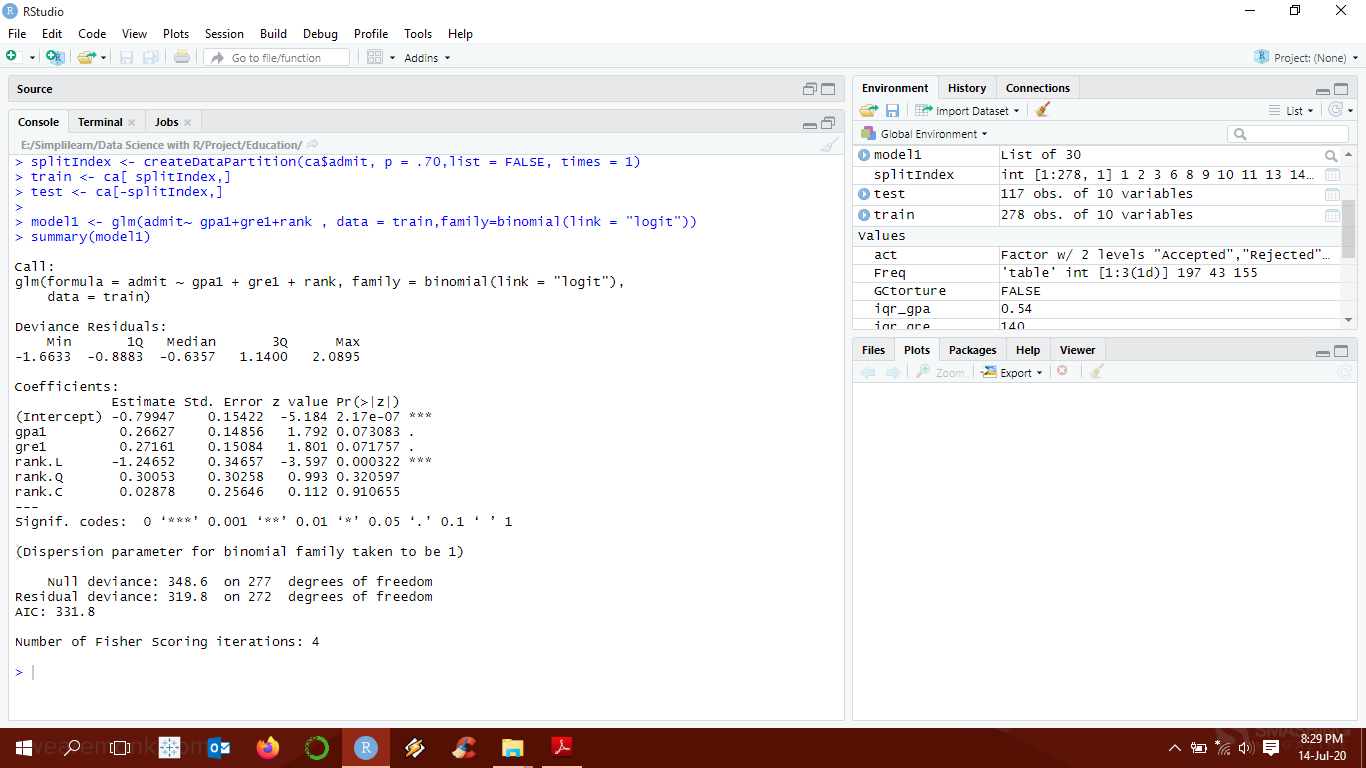 RStudio
File Edit Code View Plots Session Build Debug Profile Tools Help
Go to file/function Addins Project: (None)
Source
Console Terminal Jobs
E:/Simplilearn/Data Science with R/Project/Education/
> splitIndex <- createDataPartition(ca$admit, p = .70,list = FALSE, times = 1)
> train <- ca[ splitIndex,]
> test <- ca[-splitIndex,]
>
> model1 <- glm(admit~ gpa1+gre1+rank , data = train,family=binomial(link = "logit"))
> summary(model1)
Call:
glm(formula = admit ~ gpa1 + gre1 + rank, family = binomial(link = "logit"),
    data = train)
Deviance Residuals:
    Min       1Q   Median       3Q      Max
-1.6633  -0.8883  -0.6357   1.1400   2.0895
Coefficients:
            Estimate Std. Error z value Pr(>|z|)
(Intercept) -0.79947    0.15422  -5.184 2.17e-07 ***
gpa1         0.26627    0.14856   1.792 0.073083 .
gre1         0.27161    0.15084   1.801 0.071757 .
rank.L      -1.24652    0.34657  -3.597 0.000322 ***
rank.Q       0.30053    0.30258   0.993 0.320597
rank.C       0.02878    0.25646   0.112 0.910655
---
Signif. codes:  0 ‘***’ 0.001 ‘**’ 0.01 ‘*’ 0.05 ‘.’ 0.1 ‘ ’ 1
(Dispersion parameter for binomial family taken to be 1)
    Null deviance: 348.6  on 277  degrees of freedom
Residual deviance: 319.8  on 272  degrees of freedom
AIC: 331.8
Number of Fisher Scoring iterations: 4
>
Environment History Connections
Import Dataset List
Global Environment
model1 List of 30
splitIndex int [1:278, 1] 1 2 3 6 8 9 10 11 13 14…
test 117 obs. of 10 variables
train 278 obs. of 10 variables
Values
act Factor w/ 2 levels "Accepted","Rejected"…
Freq 'table' int [1:3(1d)] 197 43 155
GCtorture FALSE
iqr_gpa 0.54
iqr_gre 140
Files Plots Packages Help Viewer
Zoom Export
8:29 PM
14-Jul-20